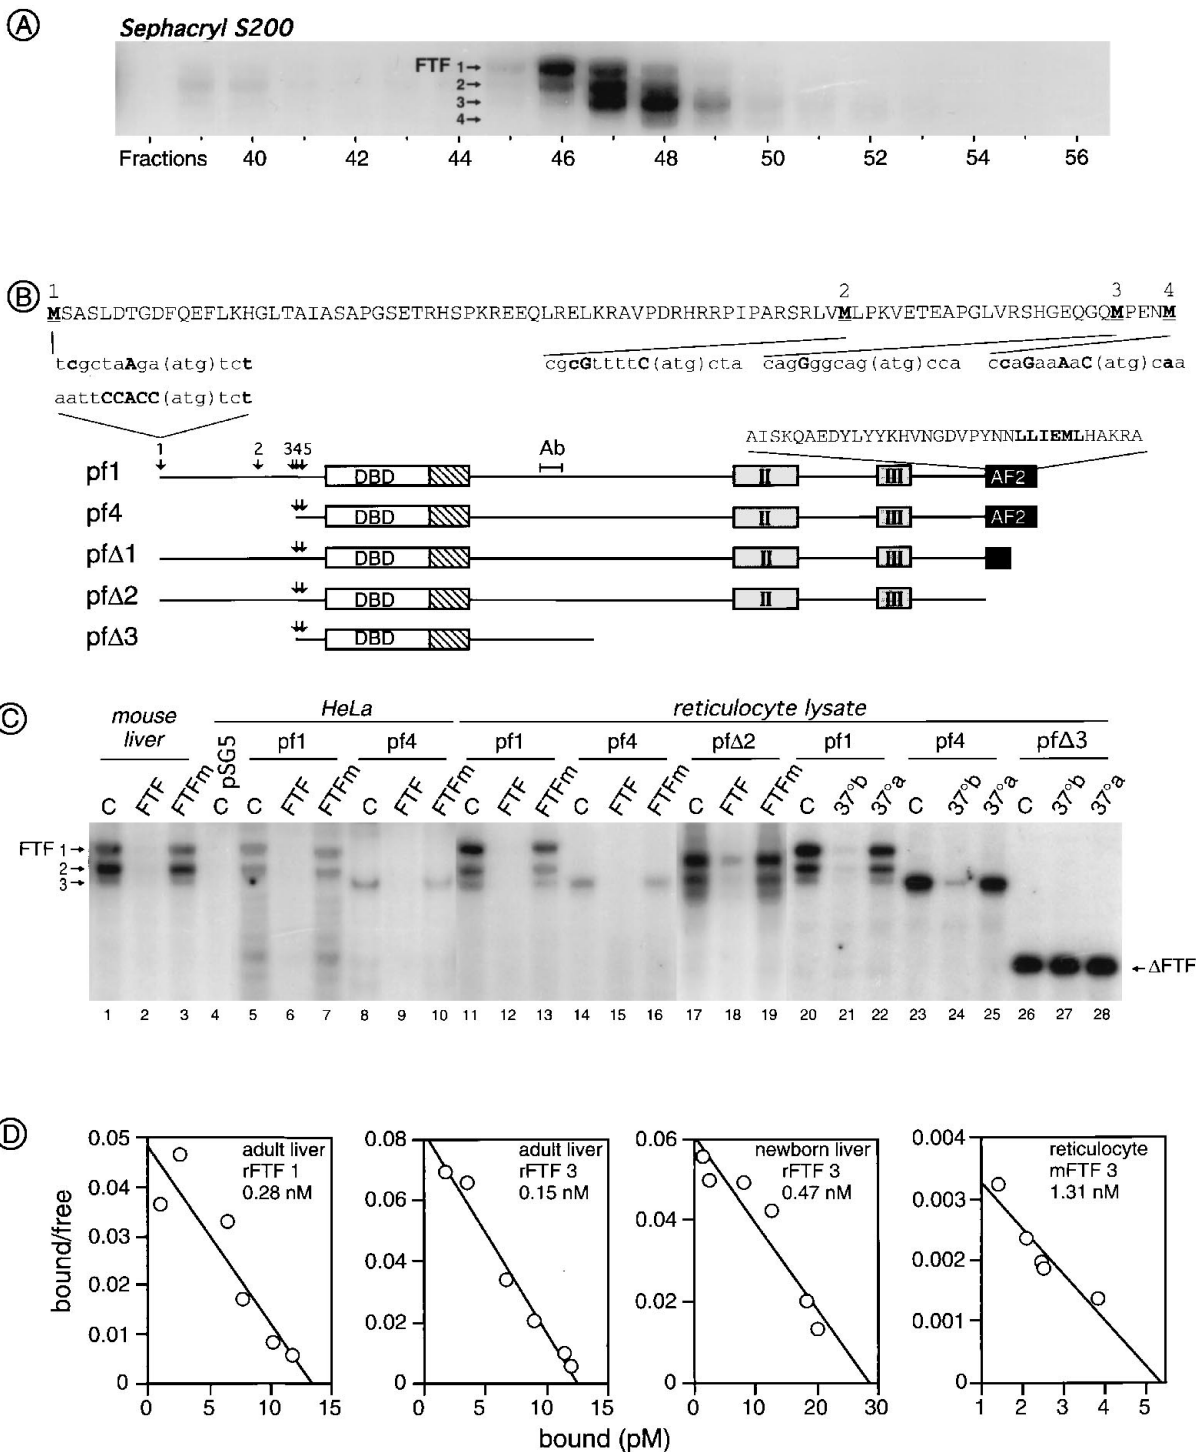 A
Sephacryl S200
FTF 1→
2→
3→
4→
Fractions 40 42 44 46 48 50 52 54 56
B
1 2 3 4
MSASLDTGDFQEFLKHGLTAIASAPGSETRHSPKREEQLRELKRAVPDRHRRPIPARSRLVMLPKVETEAPGLVRSHGEQGQMPENM
tcgctaAga(atg)tct cgcGttttC(atg)cta cagGggcag(atg)cca ccaGaaAaC(atg)caa
aattCCACC(atg)tct
AISKQAEDYLYYKHVNGDVPYNNLLIEMLHAKRA
1 2 345 Ab
pf1 DBD II III AF2
pf4 DBD II III AF2
pfΔ1 DBD II III
pfΔ2 DBD II III
pfΔ3 DBD
C
mouse liver HeLa reticulocyte lysate
pSG5 pf1 pf4 pf1 pf4 pfΔ2 pf1 pf4 pfΔ3
C FTF FTFm C C FTF FTFm C FTF FTFm C FTF FTFm C FTF FTFm C FTF FTFm C 37°b 37°a C 37°b 37°a C 37°b 37°a
FTF 1→
2→
3→
←ΔFTF
1 2 3 4 5 6 7 8 9 10 11 12 13 14 15 16 17 18 19 20 21 22 23 24 25 26 27 28
D
bound/free
0.05
0.04
0.03
0.02
0.01
0
adult liver
rFTF 1
0.28 nM
0 5 10 15
0.08
0.06
0.04
0.02
0
adult liver
rFTF 3
0.15 nM
0 5 10 15
0.06
0.04
0.02
0
newborn liver
rFTF 3
0.47 nM
0 10 20 30
0.004
0.003
0.002
0.001
0
reticulocyte
mFTF 3
1.31 nM
1 2 3 4 5
bound (pM)